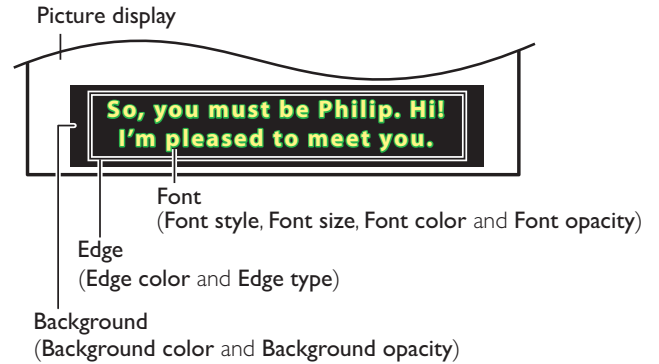 Picture display
So, you must be Philip. Hi!
I'm pleased to meet you.
Font
(Font style, Font size, Font color and Font opacity)
Edge
(Edge color and Edge type)
Background
(Background color and Background opacity)